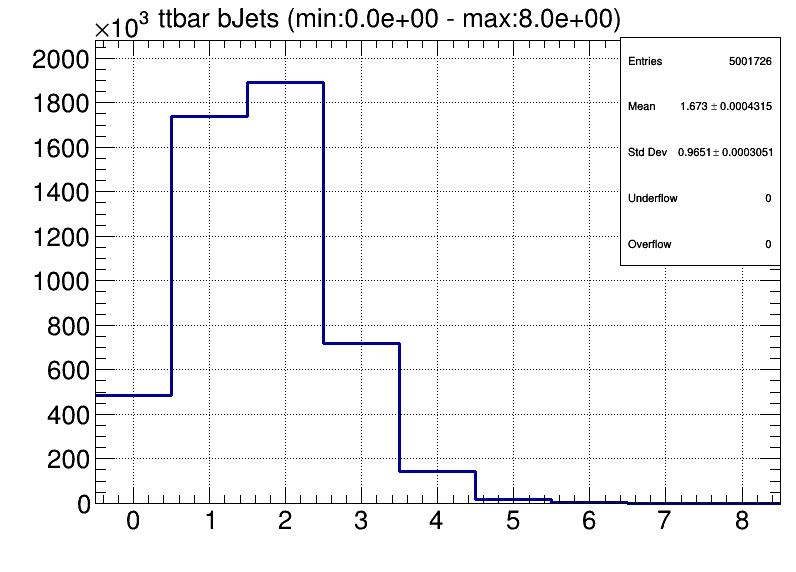 ×10³ ttbar bJets (min:0.0e+00 - max:8.0e+00)
Entries 5001726
Mean 1.673 ± 0.0004315
Std Dev 0.9651 ± 0.0003051
Underflow 0
Overflow 0
2000
1800
1600
1400
1200
1000
800
600
400
200
0
0 1 2 3 4 5 6 7 8